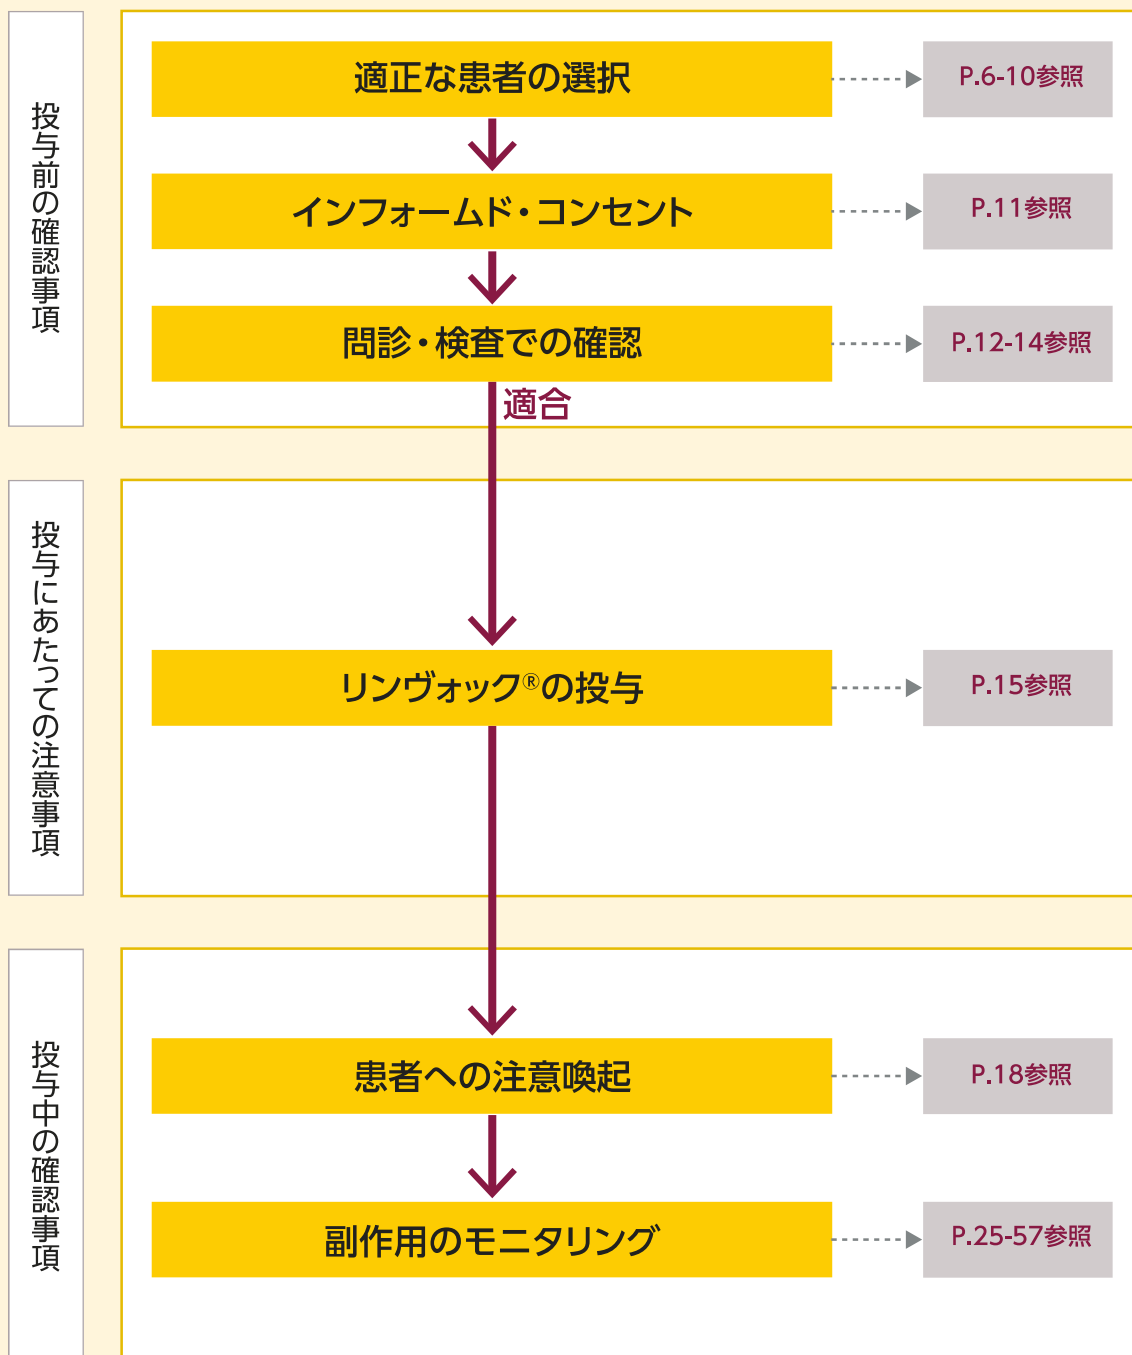 投与前の確認事項
適正な患者の選択
P.6-10参照
インフォームド・コンセント
P.11参照
問診・検査での確認
P.12-14参照
適合
投与にあたっての注意事項
リンヴォック®の投与
P.15参照
投与中の確認事項
患者への注意喚起
P.18参照
副作用のモニタリング
P.25-57参照